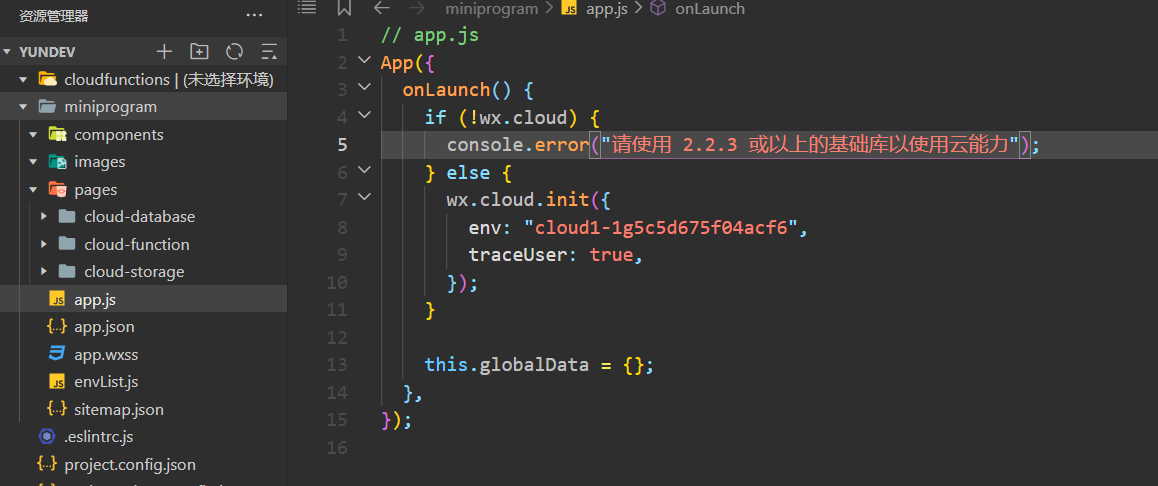 资源管理器
YUNDEV
cloudfunctions | (未选择环境)
miniprogram
components
images
pages
cloud-database
cloud-function
cloud-storage
JS app.js
{..} app.json
app.wxss
JS envList.js
{..} sitemap.json
.eslintrc.js
{..} project.config.json
miniprogram > JS app.js > onLaunch
1 // app.js
2 App({
3 onLaunch() {
4 if (!wx.cloud) {
5 console.error("请使用 2.2.3 或以上的基础库以使用云能力");
6 } else {
7 wx.cloud.init({
8 env: "cloud1-1g5c5d675f04acf6",
9 traceUser: true,
10 });
11 }
12
13 this.globalData = {};
14 },
15 });
16